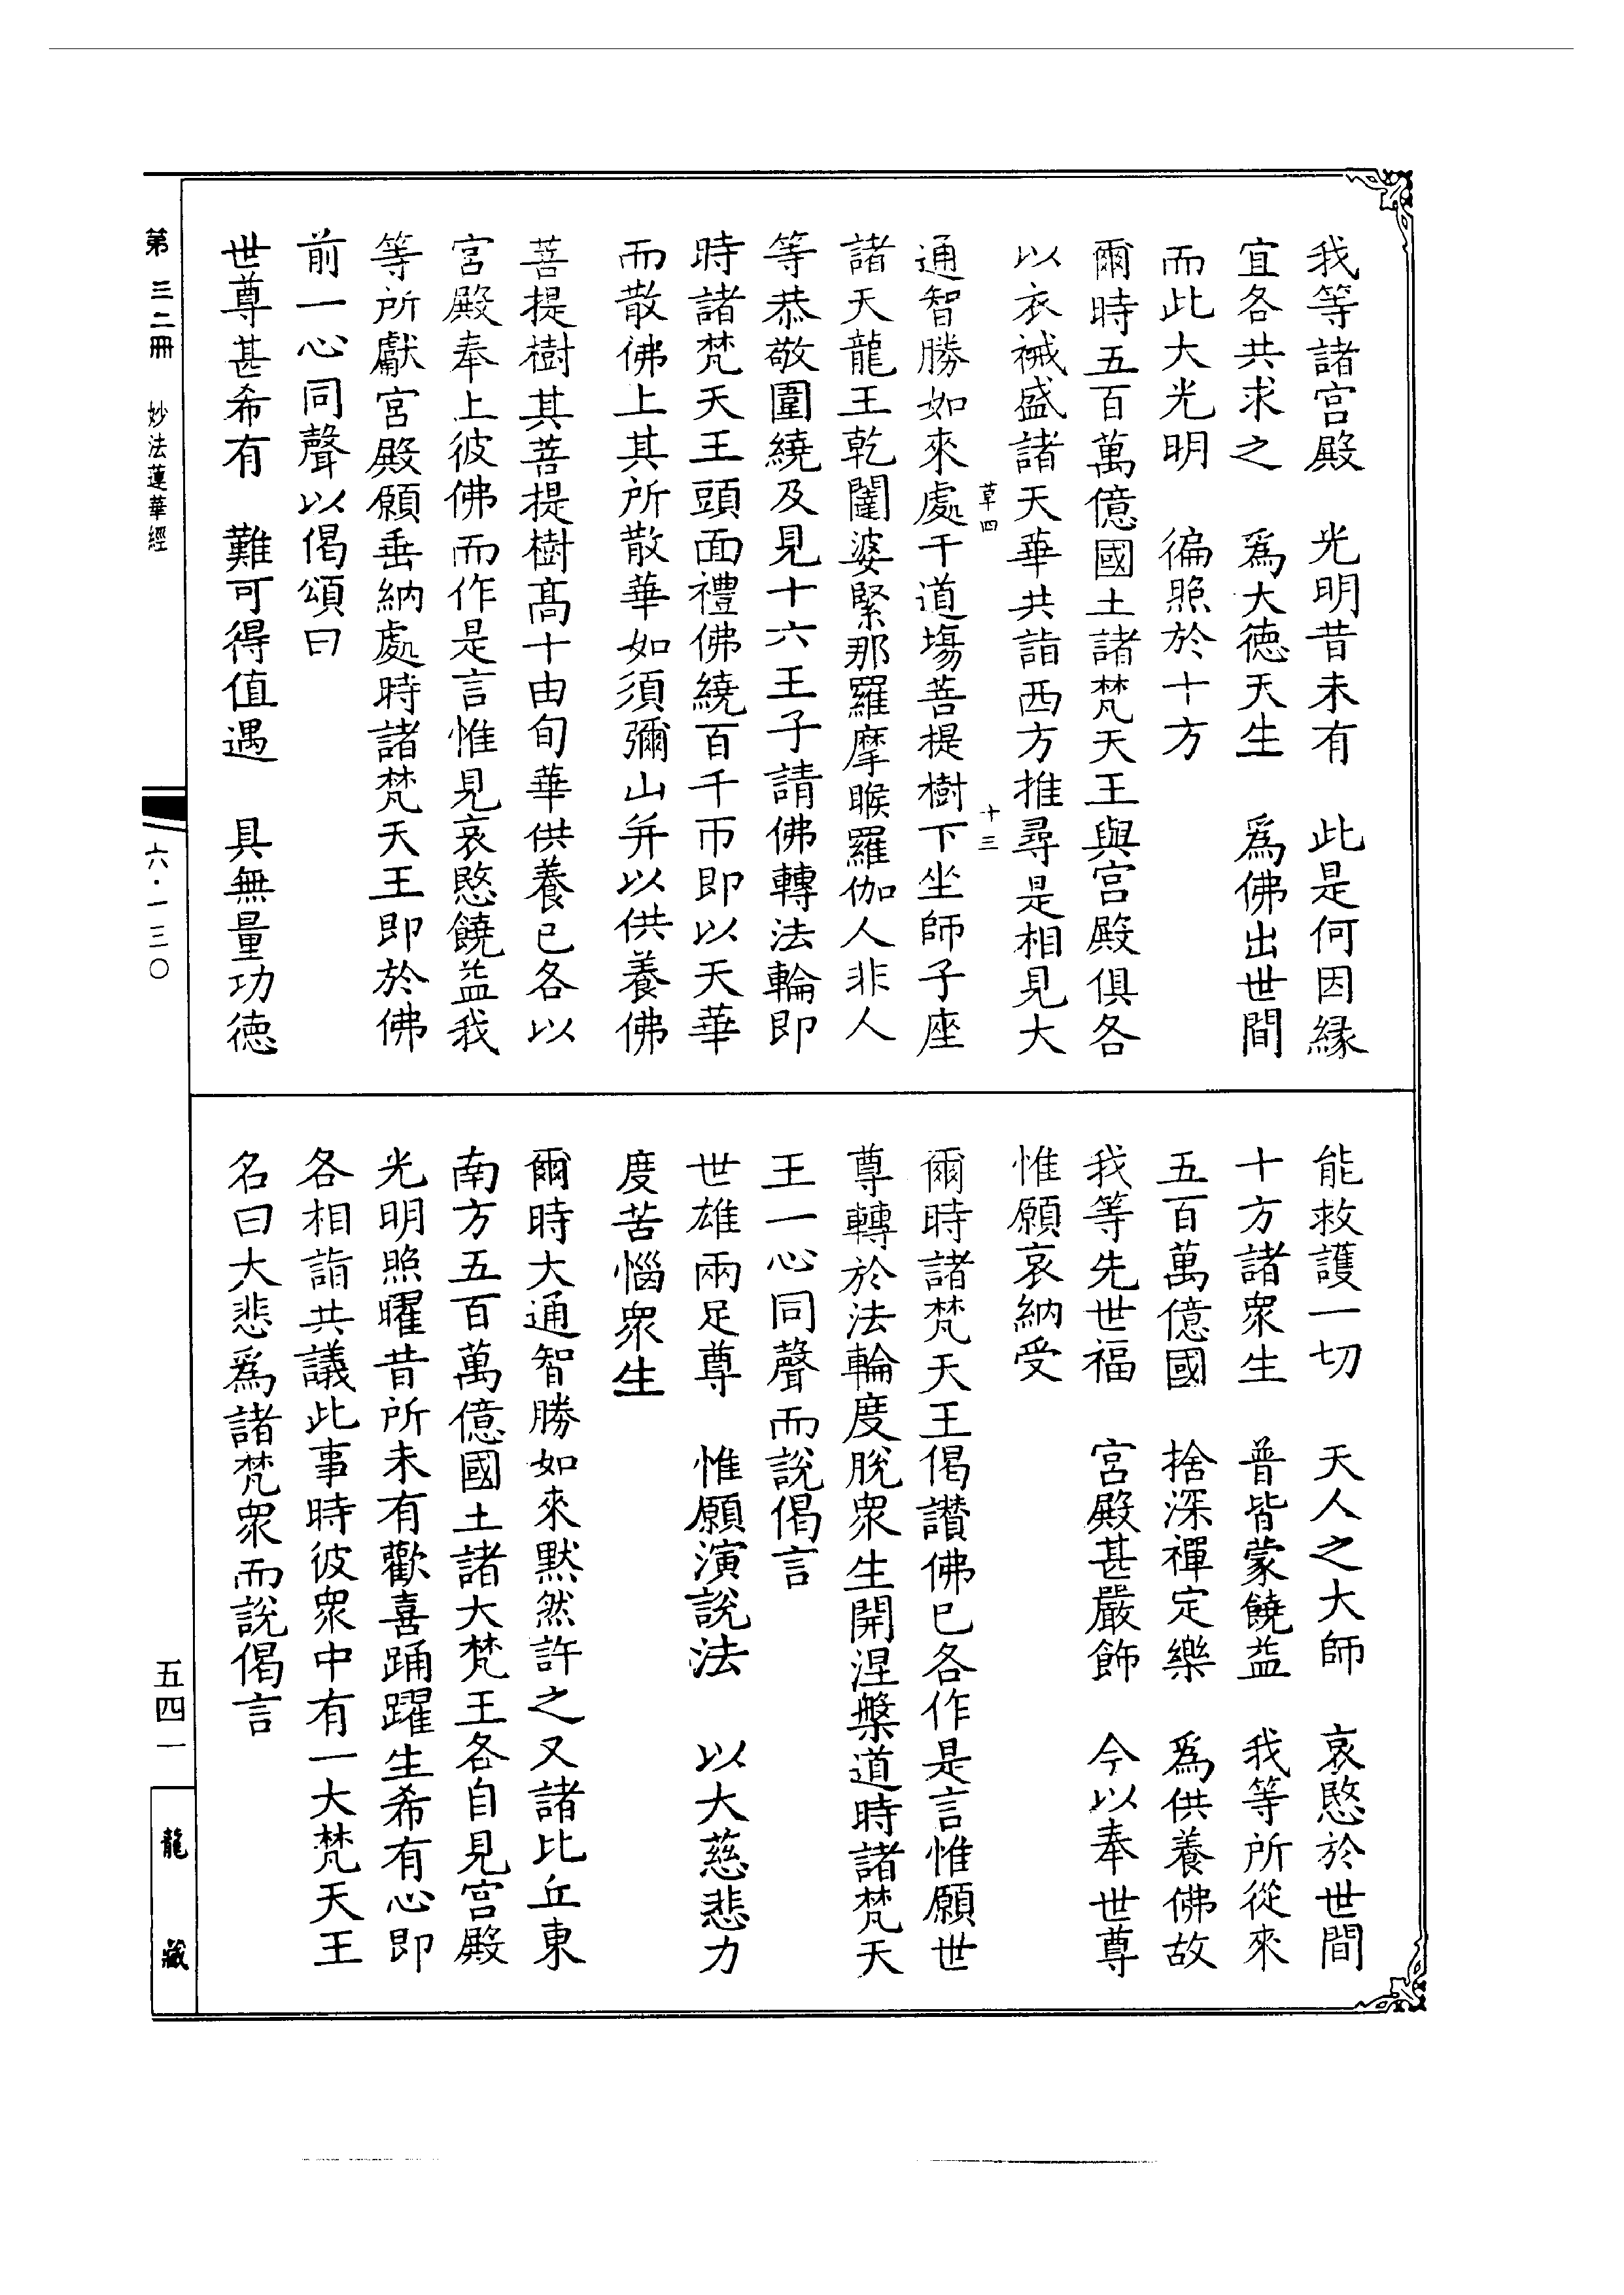 我等諸宮殿　光明昔未有　此是何因緣
宜各共求之　爲大德天生　爲佛出世間
而此大光明　徧照於十方
爾時五百萬億國土諸梵天王與宮殿俱各
以衣裓盛諸天華共詣西方推尋是相見大
草四　十三
通智勝如來處于道場菩提樹下坐師子座
諸天龍王乾闥婆緊那羅摩睺羅伽人非人
等恭敬圍繞及見十六王子請佛轉法輪即
時諸梵天王頭面禮佛繞百千帀即以天華
而散佛上其所散華如須彌山并以供養佛
菩提樹其菩提樹高十由旬華供養已各以
宮殿奉上彼佛而作是言惟見哀愍饒益我
等所獻宮殿願垂納處時諸梵天王即於佛
前一心同聲以偈頌曰
世尊甚希有　難可得值遇　具無量功德
能救護一切　天人之大師　哀愍於世間
十方諸衆生　普皆蒙饒益　我等所從來
五百萬億國　捨深禪定樂　爲供養佛故
我等先世福　宮殿甚嚴飾　今以奉世尊
惟願哀納受
爾時諸梵天王偈讚佛已各作是言惟願世
尊轉於法輪度脫衆生開涅槃道時諸梵天
王一心同聲而說偈言
世雄兩足尊　惟願演說法　以大慈悲力
度苦惱衆生
爾時大通智勝如來默然許之又諸比丘東
南方五百萬億國土諸大梵王各自見宮殿
光明照曜昔所未有歡喜踊躍生希有心即
各相詣共議此事時彼衆中有一大梵天王
名曰大悲爲諸梵衆而說偈言
第三二冊　妙法蓮華經
六·一三〇
五四一
龍藏